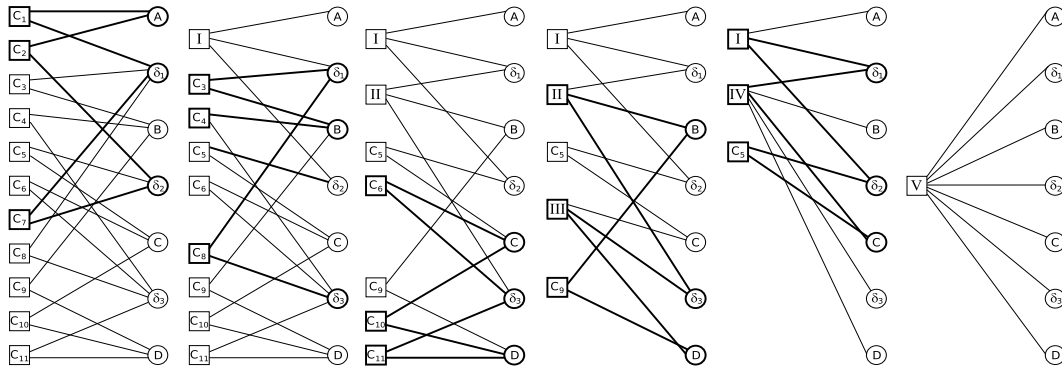 C₁ A
C₂
C₃ δ₁
C₄ B
C₅
C₆ δ₂
C₇
C₈ C
C₉ δ₃
C₁₀
C₁₁ D
I A
C₃ δ₁
C₄ B
C₅
C₆ δ₂
C₈ C
C₉ δ₃
C₁₀
C₁₁ D
I A
II δ₁
B
C₅
C₆ δ₂
C
C₉ δ₃
C₁₀
C₁₁ D
I A
II δ₁
C₅ B
III δ₂
C
C₉ δ₃
D
I A
IV δ₁
C₅ B
δ₂
C
δ₃
D
A
δ₁
B
V δ₂
C
δ₃
D